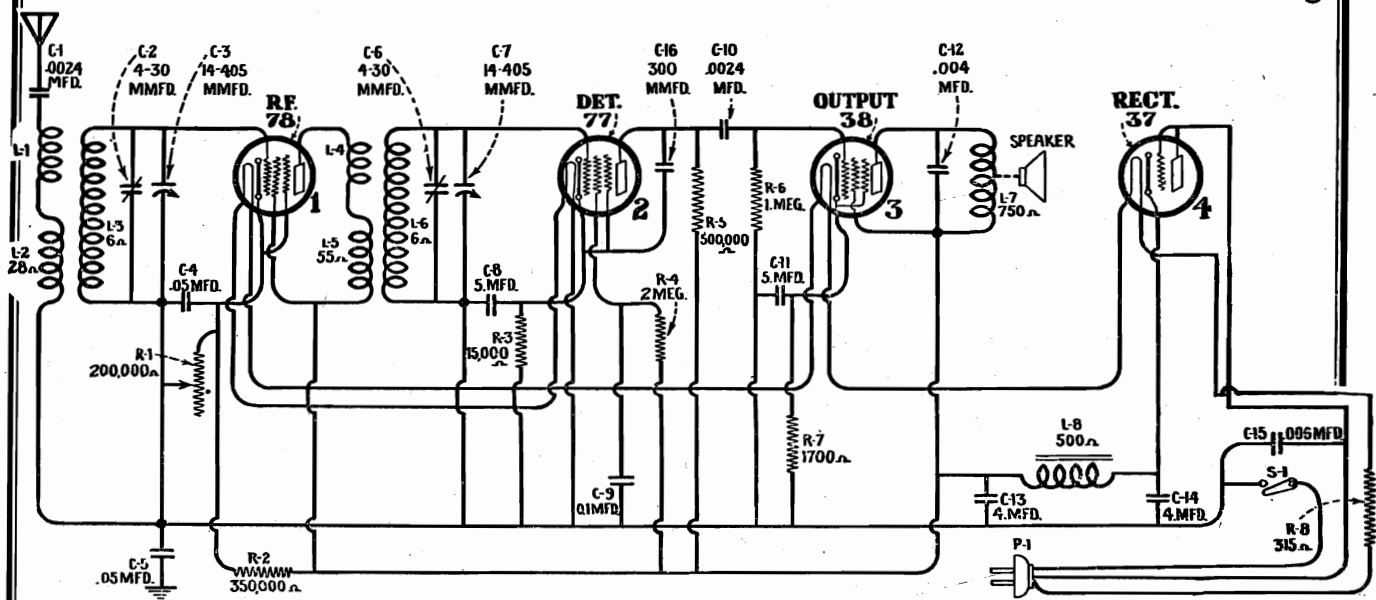 C-1
.0024
MFD.
C-2
4-30
MMFD.
C-3
14-405
MMFD.
RF.
78
C-6
4-30
MMFD.
C-7
14-405
MMFD.
DET.
77
C-16
300
MMFD.
C-10
.0024
MFD.
OUTPUT
38
C-12
.004
MFD.
RECT.
37
SPEAKER
L-1
L-4
R-6
1.MEG.
L-3
6Ω
1
L-6
6Ω
2
R-5
500,000
Ω
3
L-7
750Ω
4
L-2
28Ω
L-5
55Ω
C-4
.05MFD.
C-8
5.MFD.
R-4
2MEG.
C-11
5.MFD.
R-1
200,000Ω
R-3
15,000
Ω
R-7
1700Ω
L-8
500Ω
C-15
.006MFD.
S-1
C-9
0.1MFD.
C-13
4.MFD.
C-14
4.MFD.
R-8
315Ω
C-5
.05MFD.
R-2
350,000Ω
P-1